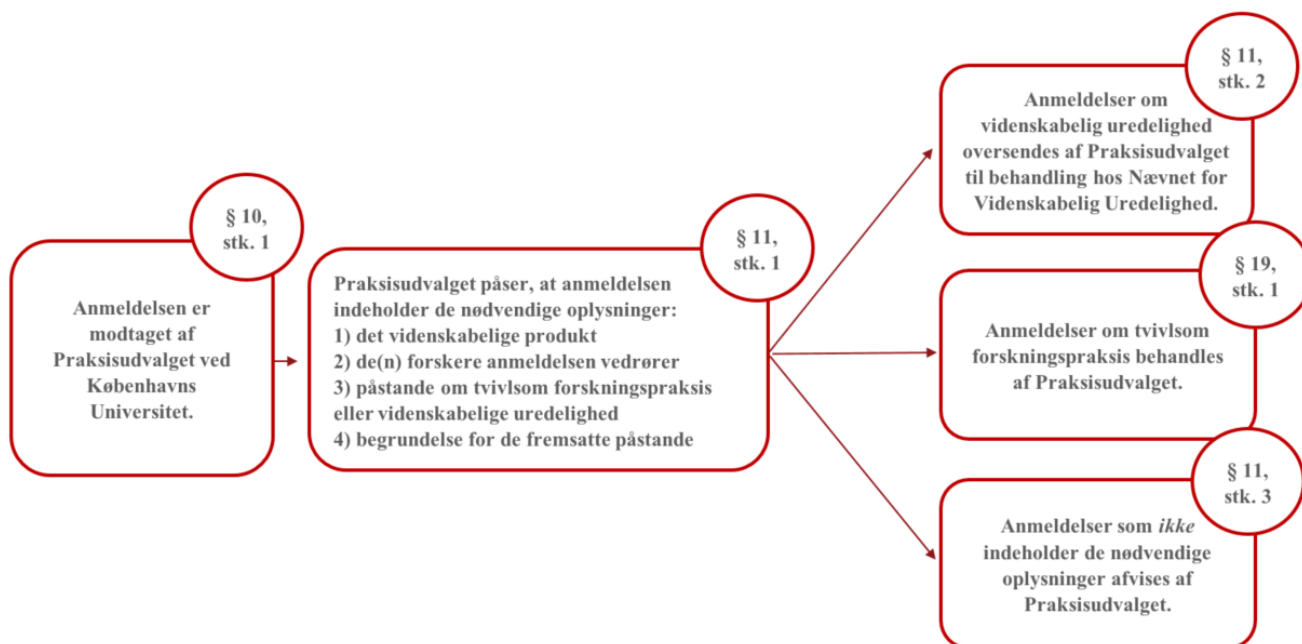 § 10,
stk. 1
Anmeldelsen er
modtaget af
Praksisudvalget ved
Københavns
Universitet.
§ 11,
stk. 1
Praksisudvalget påser, at anmeldelsen
indeholder de nødvendige oplysninger:
1) det videnskabelige produkt
2) de(n) forskere anmeldelsen vedrører
3) påstande om tvivlsom forskningspraksis
eller videnskabelige uredelighed
4) begrundelse for de fremsatte påstande
§ 11,
stk. 2
Anmeldelser om
videnskabelig uredelighed
oversendes af Praksisudvalget
til behandling hos Nævnet for
Videnskabelig Uredelighed.
§ 19,
stk. 1
Anmeldelser om tvivlsom
forskningspraksis behandles
af Praksisudvalget.
§ 11,
stk. 3
Anmeldelser som ikke
indeholder de nødvendige
oplysninger afvises af
Praksisudvalget.